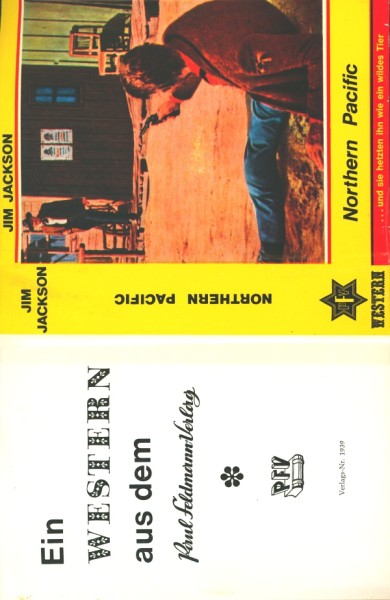 JIM JACKSON
Northern Pacific
.....und sie hetzten ihn wie ein wildes Tier
JIM
JACKSON
NORTHERN PACIFIC
PFV
WESTERN
Ein
WESTERN
aus dem
Paul Feldmann Verlag
PFV
Verlags-Nr. 1939